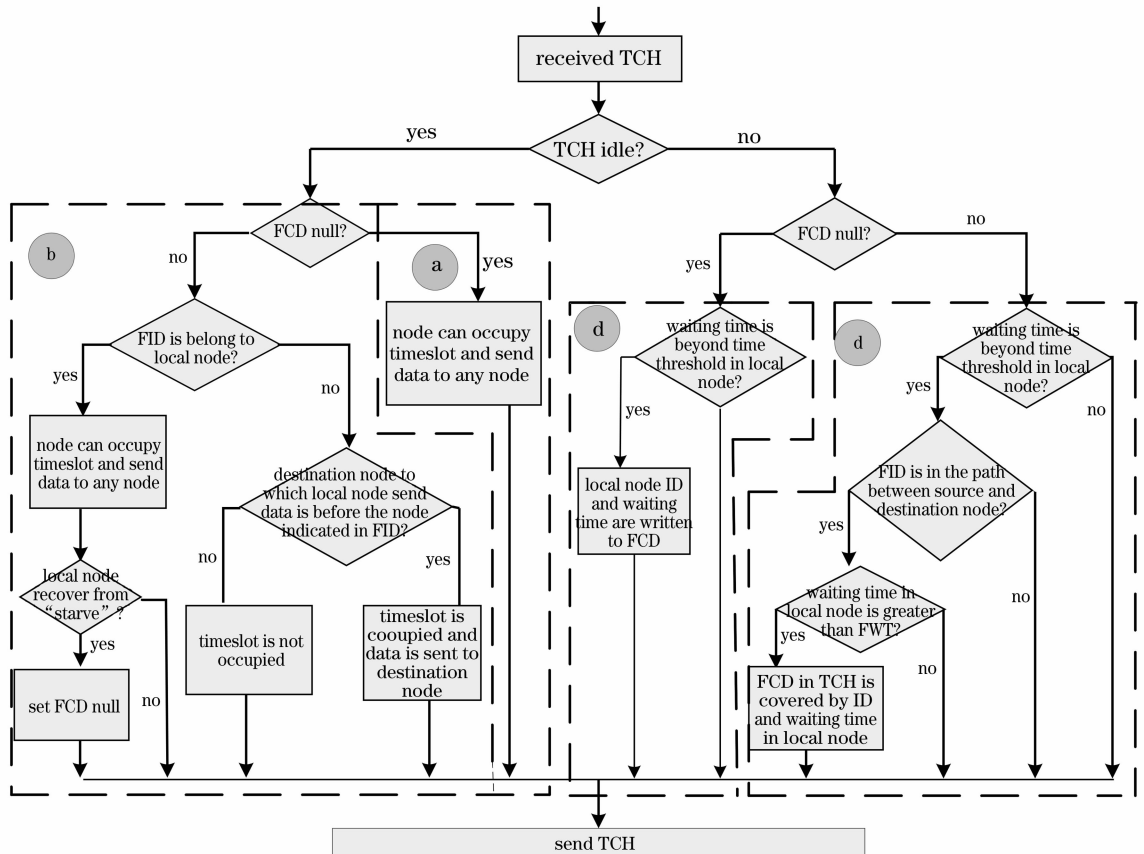 received TCH
yes
TCH idle?
no
FCD null?
FCD null?
no
b
no
a
yes
yes
node can occupy
timeslot and send
data to any node
FID is belong to
local node?
d
waiting time is
beyond time
threshold in local
node?
d
waiting time is
beyond time
threshold in local
node?
yes
no
yes
no
yes
node can occupy
timeslot and send
data to any node
destination node to
which local node send
data is before the node
indicated in FID?
local node ID
and waiting
time are written
to FCD
FID is in the path
between source and
destination node?
yes
no
yes
local node
recover from
“starve” ?
waiting time in
local node is greater
than FWT?
no
yes
timeslot is not
occupied
timeslot is
cooupied and
data is sent to
destination
node
yes
no
set FCD null
no
FCD in TCH is
covered by ID
and waiting time
in local node
send TCH